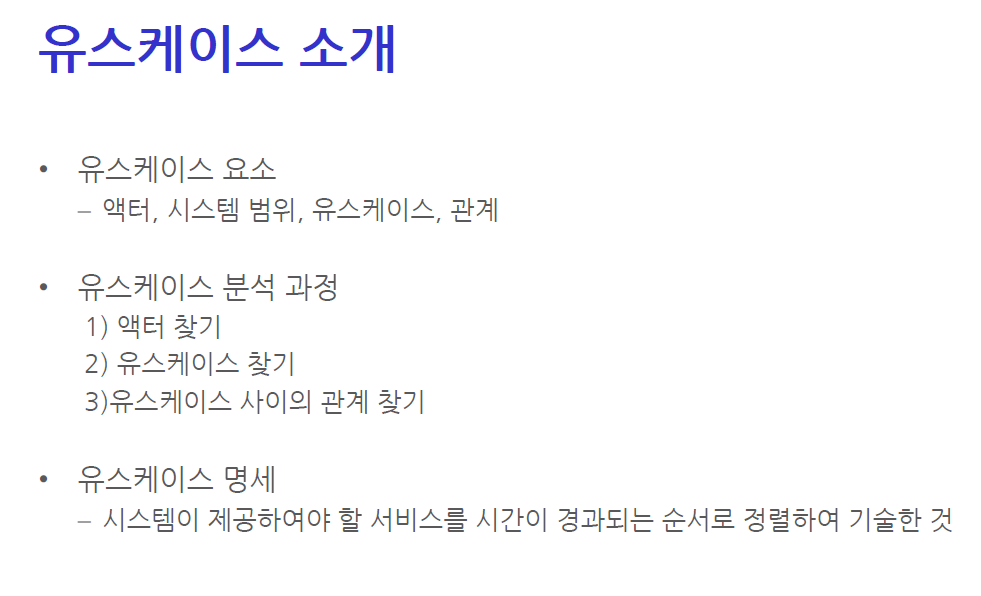 유스케이스 소개
• 유스케이스 요소
– 액터, 시스템 범위, 유스케이스, 관계
• 유스케이스 분석 과정
1) 액터 찾기
2) 유스케이스 찾기
3)유스케이스 사이의 관계 찾기
• 유스케이스 명세
– 시스템이 제공하여야 할 서비스를 시간이 경과되는 순서로 정렬하여 기술한 것